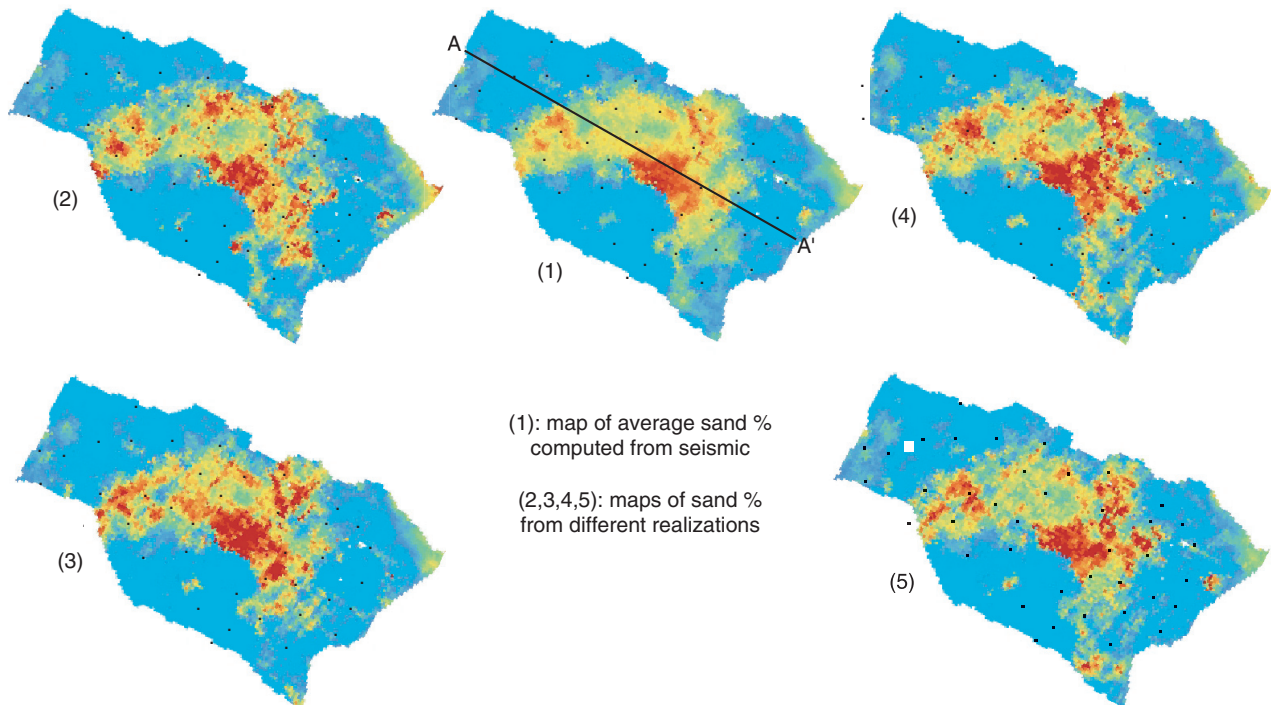 A
A'
(2)
(1)
(4)
(3)
(1): map of average sand %
computed from seismic
(2,3,4,5): maps of sand %
from different realizations
(5)